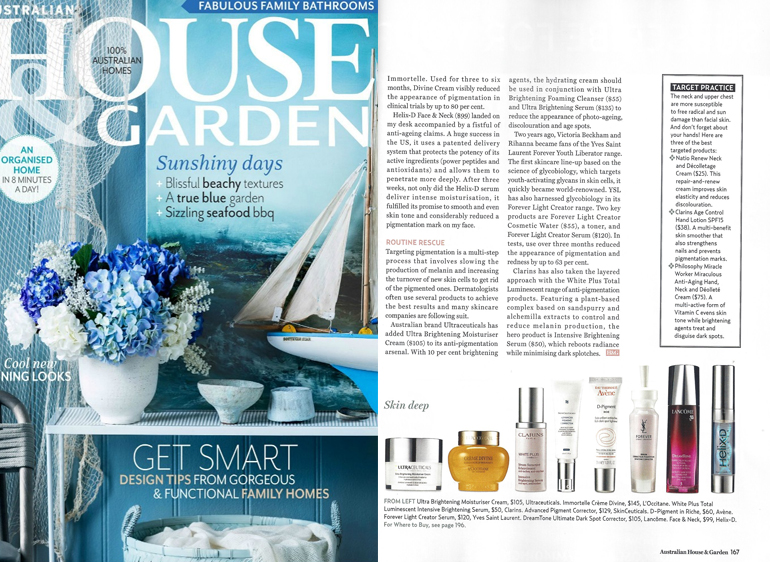 AUSTRALIAN
FABULOUS FAMILY BATHROOMS
HOUSE
& GARDEN
100%
AUSTRALIAN
HOMES
AN
ORGANISED
HOME
IN 8 MINUTES
A DAY!
Sunshiny days
+ Blissful beachy textures
+ A true blue garden
+ Sizzling seafood bbq
Cool new
NING LOOKS
GET SMART
DESIGN TIPS FROM GORGEOUS
& FUNCTIONAL FAMILY HOMES
Immortelle. Used for three to six
months, Divine Cream visibly reduced
the appearance of pigmentation in
clinical trials by up to 80 per cent.
Helix-D Face & Neck ($99) landed on
my desk accompanied by a fistful of
anti-ageing claims. A huge success in
the US, it uses a patented delivery
system that protects the potency of its
active ingredients (power peptides and
antioxidants) and allows them to
penetrate more deeply. After three
weeks, not only did the Helix-D serum
deliver intense moisturisation, it
fulfilled its promise to smooth and even
skin tone and considerably reduced a
pigmentation mark on my face.
ROUTINE RESCUE
Targeting pigmentation is a multi-step
process that involves slowing the
production of melanin and increasing
the turnover of new skin cells to get rid
of the pigmented ones. Dermatologists
often use several products to achieve
the best results and many skincare
companies are following suit.
Australian brand Ultraceuticals has
added Ultra Brightening Moisturiser
Cream ($105) to its anti-pigmentation
arsenal. With 10 per cent brightening
agents, the hydrating cream should
be used in conjunction with Ultra
Brightening Foaming Cleanser ($55)
and Ultra Brightening Serum ($135) to
reduce the appearance of photo-ageing,
discolouration and age spots.
Two years ago, Victoria Beckham and
Rihanna became fans of the Yves Saint
Laurent Forever Youth Liberator range.
The first skincare line-up based on the
science of glycobiology, which targets
youth-activating glycans in skin cells, it
quickly became world-renowned. YSL
has also harnessed glycobiology in its
Forever Light Creator range. Two key
products are Forever Light Creator
Cosmetic Water ($55), a toner, and
Forever Light Creator Serum ($120). In
tests, use over three months reduced
the appearance of pigmentation and
redness by up to 63 per cent.
Clarins has also taken the layered
approach with the White Plus Total
Luminescent range of anti-pigmentation
products. Featuring a plant-based
complex based on sandspurry and
alchemilla extracts to control and
reduce melanin production, the
hero product is Intensive Brightening
Serum ($50), which reboots radiance
while minimising dark splotches.
TARGET PRACTICE
The neck and upper chest
are more susceptible
to free radical and sun
damage than facial skin.
And don't forget about
your hands! Here are
three of the best
targeted products:
Natio Renew Neck
and Décolletage
Cream ($25). This
repair-and-renew
cream improves skin
elasticity and reduces
discolouration.
Clarins Age Control
Hand Lotion SPF15
($38). A multi-benefit
skin smoother that
also strengthens
nails and prevents
pigmentation marks.
Philosophy Miracle
Worker Miraculous
Anti-Aging Hand,
Neck and Décolleté
Cream ($75). A
multi-active form of
Vitamin C evens skin
tone while brightening
agents treat and
disguise dark spots.
Skin deep
ULTRACEUTICALS
CLARINS
WHITE PLUS
Avène
D-Pigment
FOREVER
LANCÔME
Helix-D
FROM LEFT Ultra Brightening Moisturiser Cream, $105, Ultraceuticals. Immortelle Crème Divine, $145, L'Occitane. White Plus Total
Luminescent Intensive Brightening Serum, $50, Clarins. Advanced Pigment Corrector, $129, SkinCeuticals. D-Pigment in Riche, $60, Avène.
Forever Light Creator Serum, $120, Yves Saint Laurent. DreamTone Ultimate Dark Spot Corrector, $105, Lancôme. Face & Neck, $99, Helix-D.
For Where to Buy, see page 196.
Australian House & Garden 167